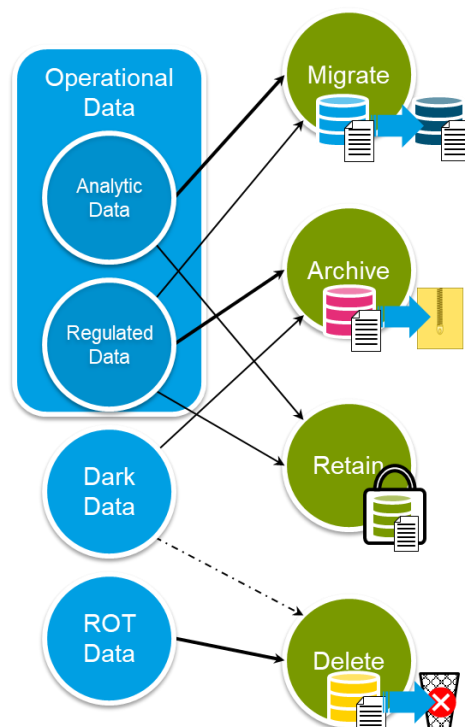 Operational
Data
Analytic
Data
Regulated
Data
Dark
Data
ROT
Data
Migrate
Archive
Retain
Delete